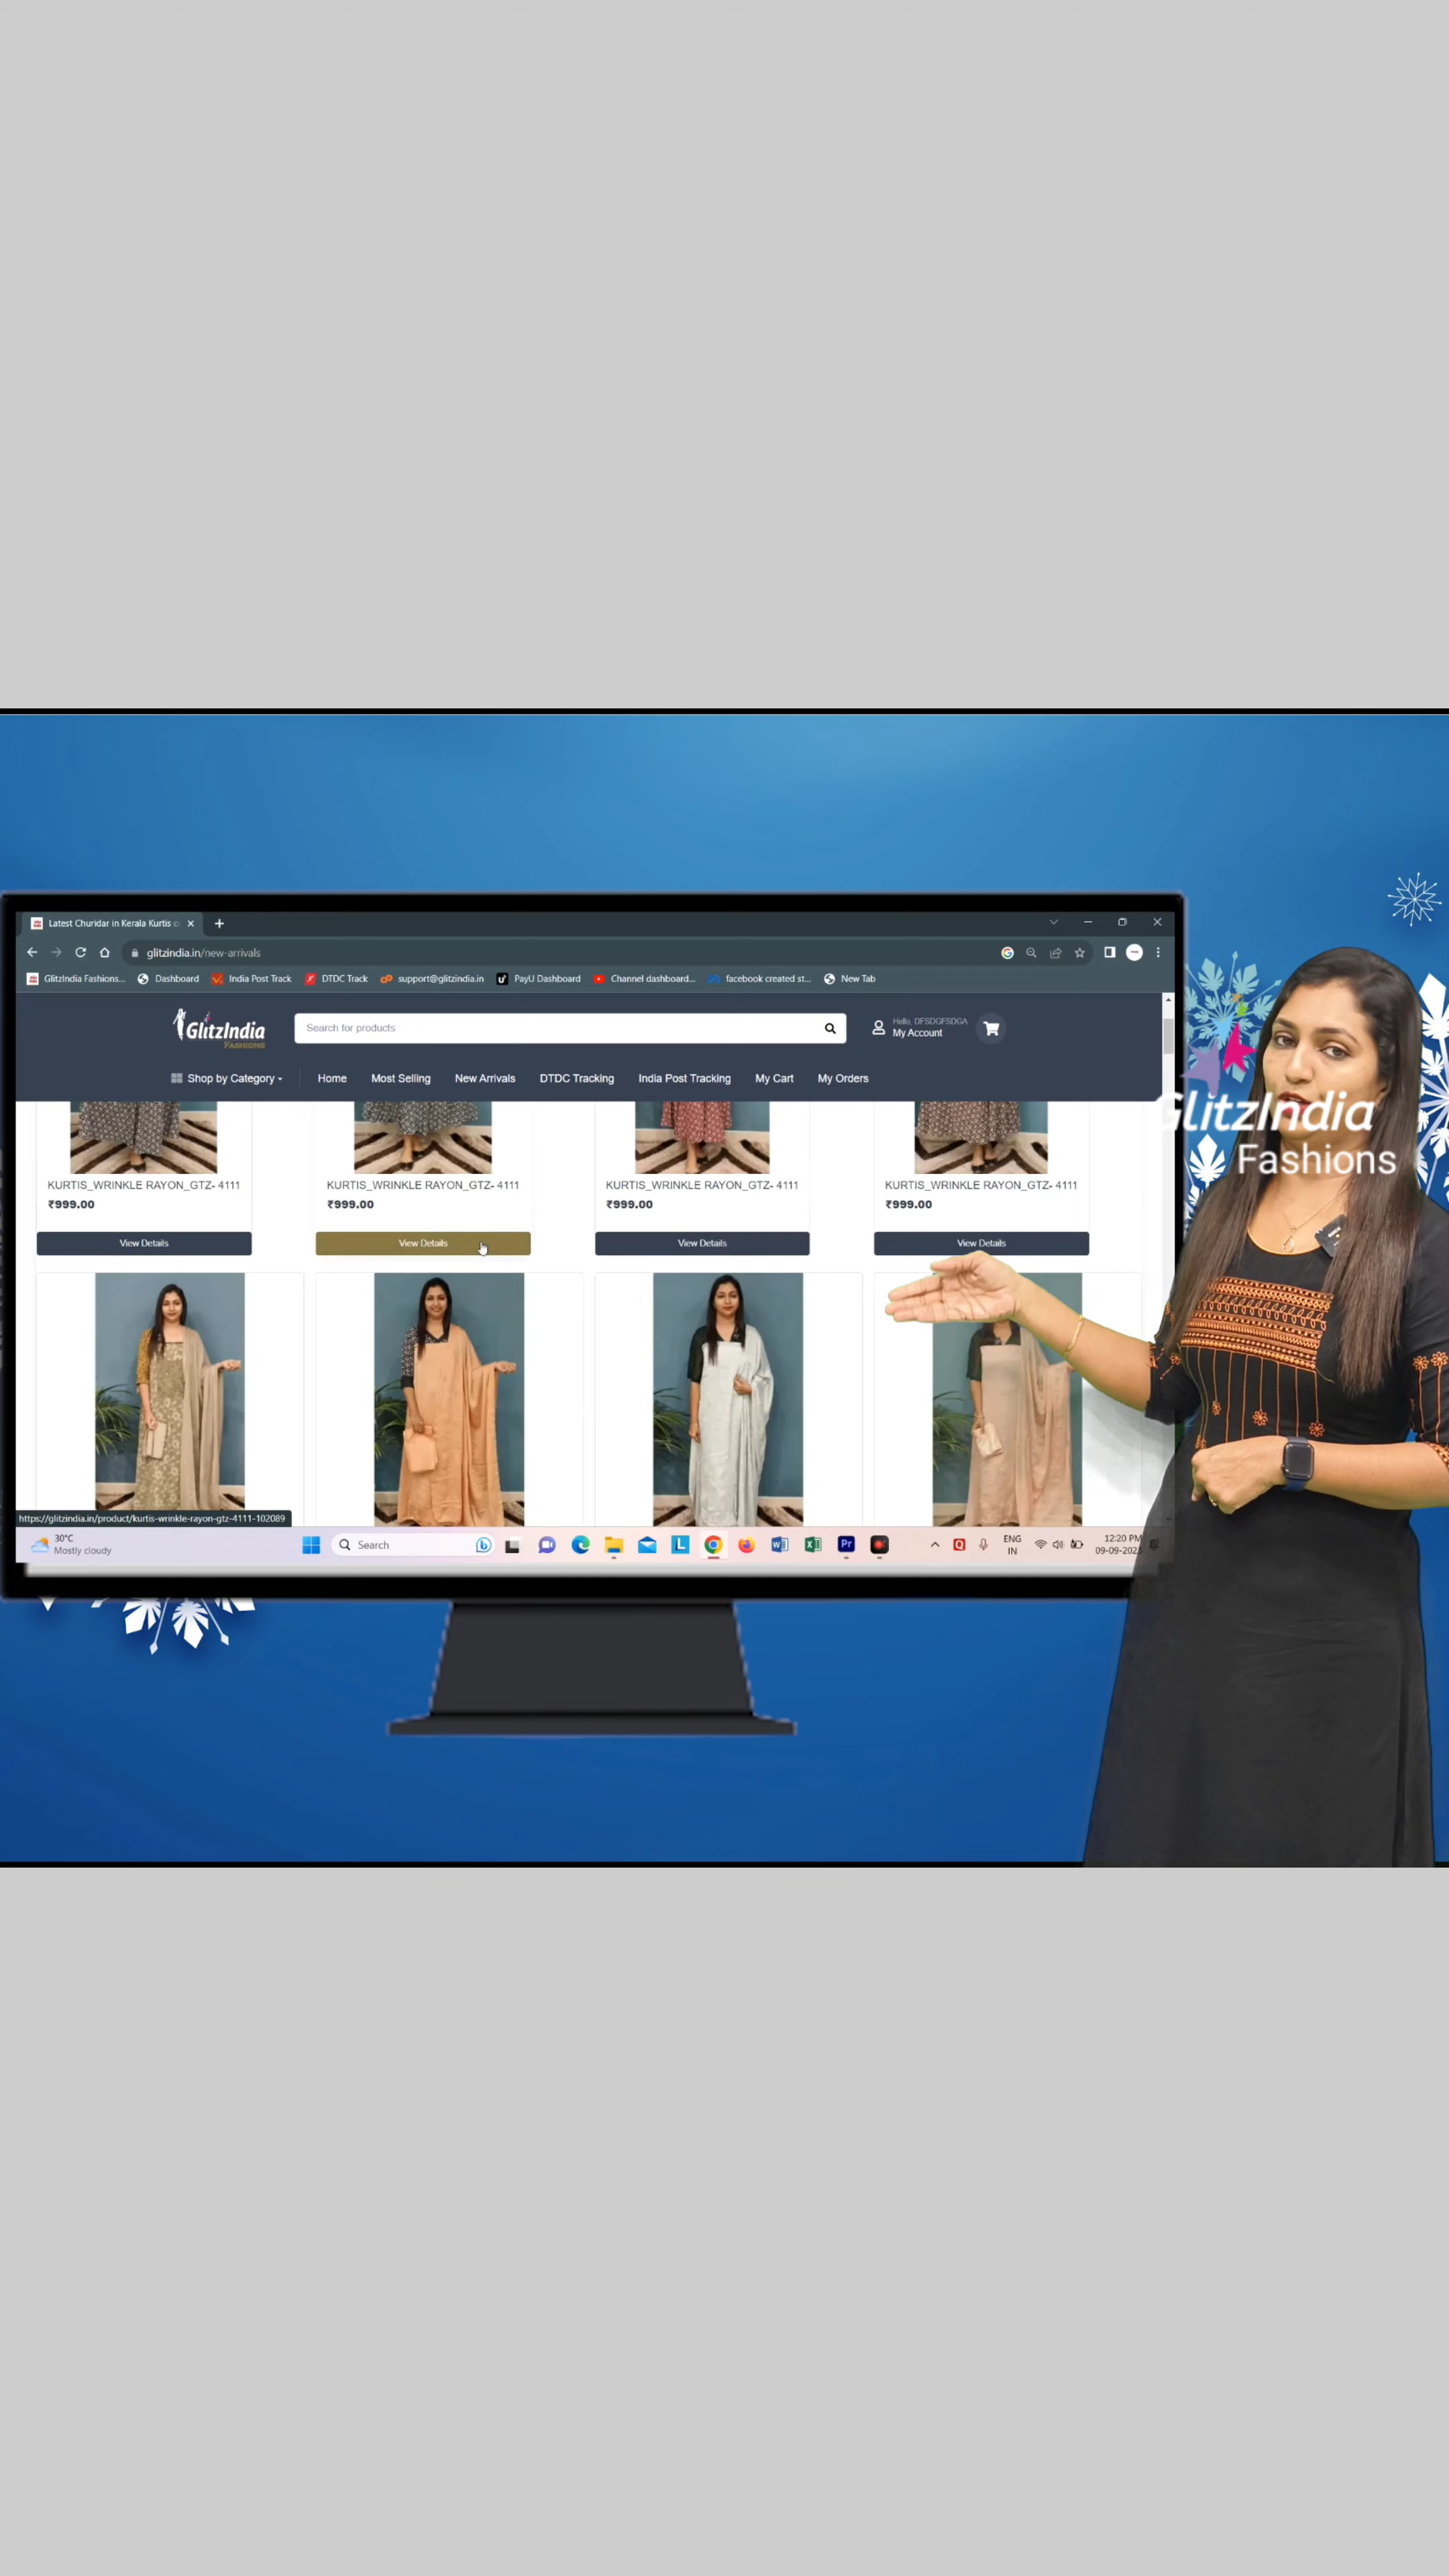 Latest Churidar in Kerala Kurtis o
glitzindia.in/new-arrivals
GlitzIndia Fashions... Dashboard India Post Track DTDC Track support@glitzindia.in PayU Dashboard Channel dashboard... facebook created st... New Tab
GlitzIndia
FASHIONS
Search for products
Hello, DFSDGFSDGA
My Account
Shop by Category Home Most Selling New Arrivals DTDC Tracking India Post Tracking My Cart My Orders
GlitzIndia
Fashions
KURTIS_WRINKLE RAYON_GTZ- 4111 KURTIS_WRINKLE RAYON_GTZ- 4111 KURTIS_WRINKLE RAYON_GTZ- 4111 KURTIS_WRINKLE RAYON_GTZ- 4111
₹999.00 ₹999.00 ₹999.00 ₹999.00
View Details View Details View Details View Details
https://glitzindia.in/product/kurtis-wrinkle-rayon-gtz-4111-102089
30°C
Mostly cloudy
Search
ENG
IN
12:20 PM
09-09-2023